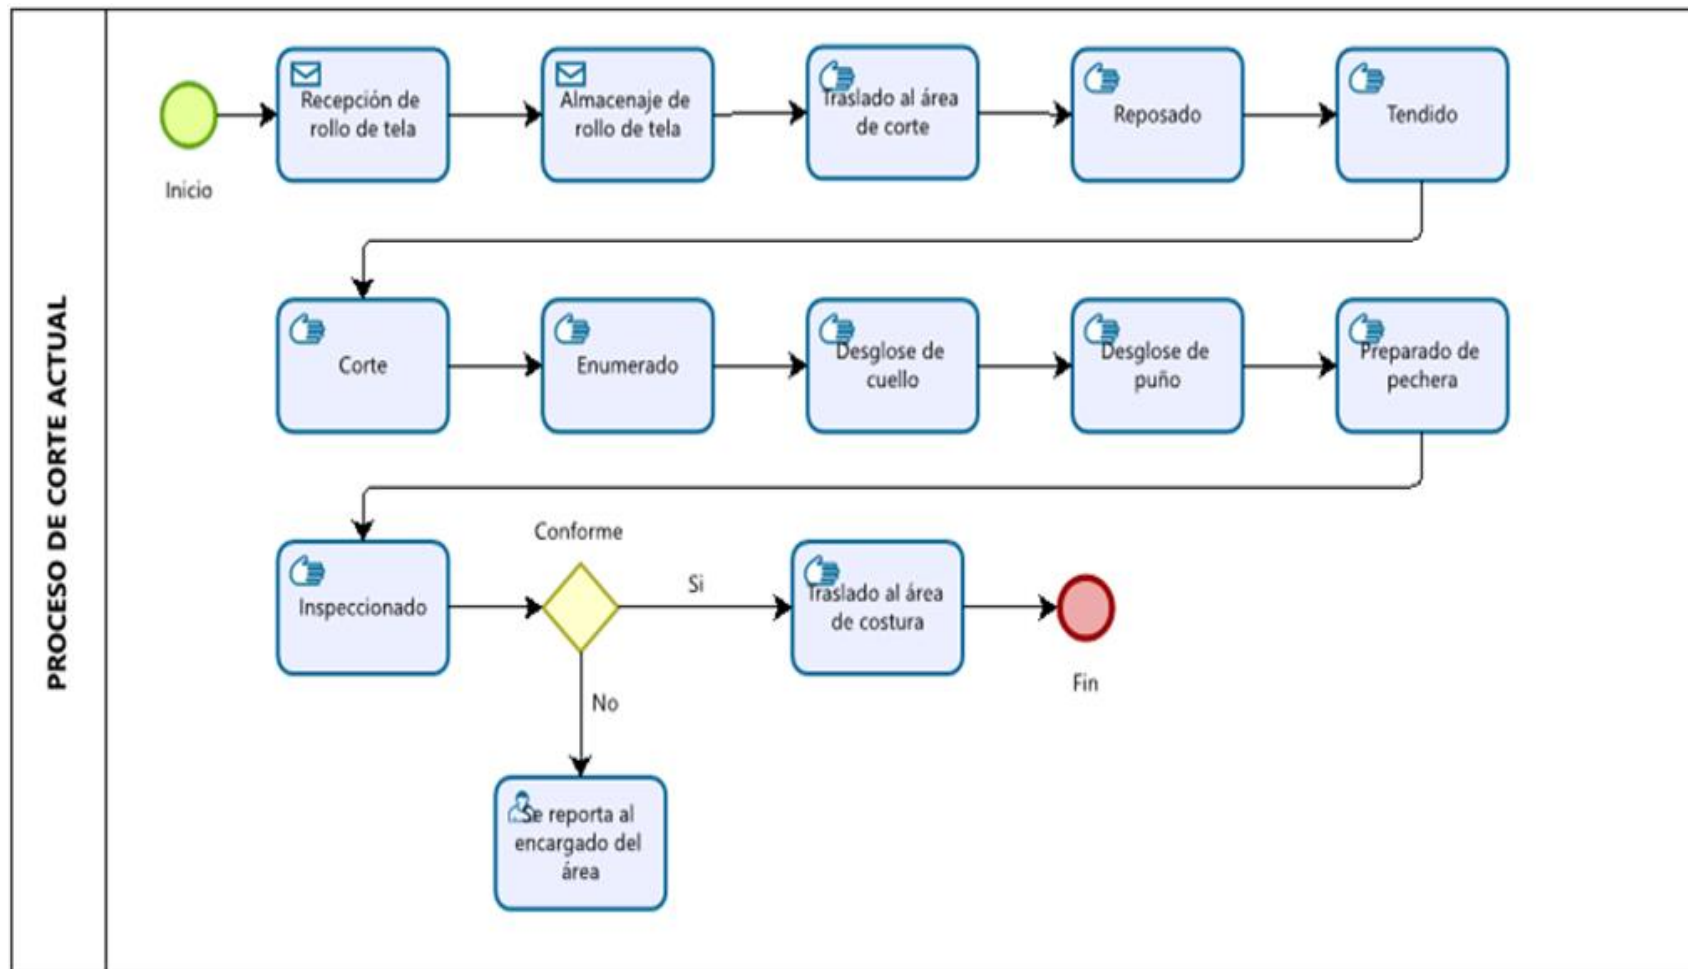 PROCESO DE CORTE ACTUAL
Inicio
Recepción de
rollo de tela
Almacenaje de
rollo de tela
Traslado al área
de corte
Reposado
Tendido
Corte
Enumerado
Desglose de
cuello
Desglose de
puño
Preparado de
pechera
Inspeccionado
Conforme
Si
No
Traslado al área
de costura
Fin
Se reporta al
encargado del
área